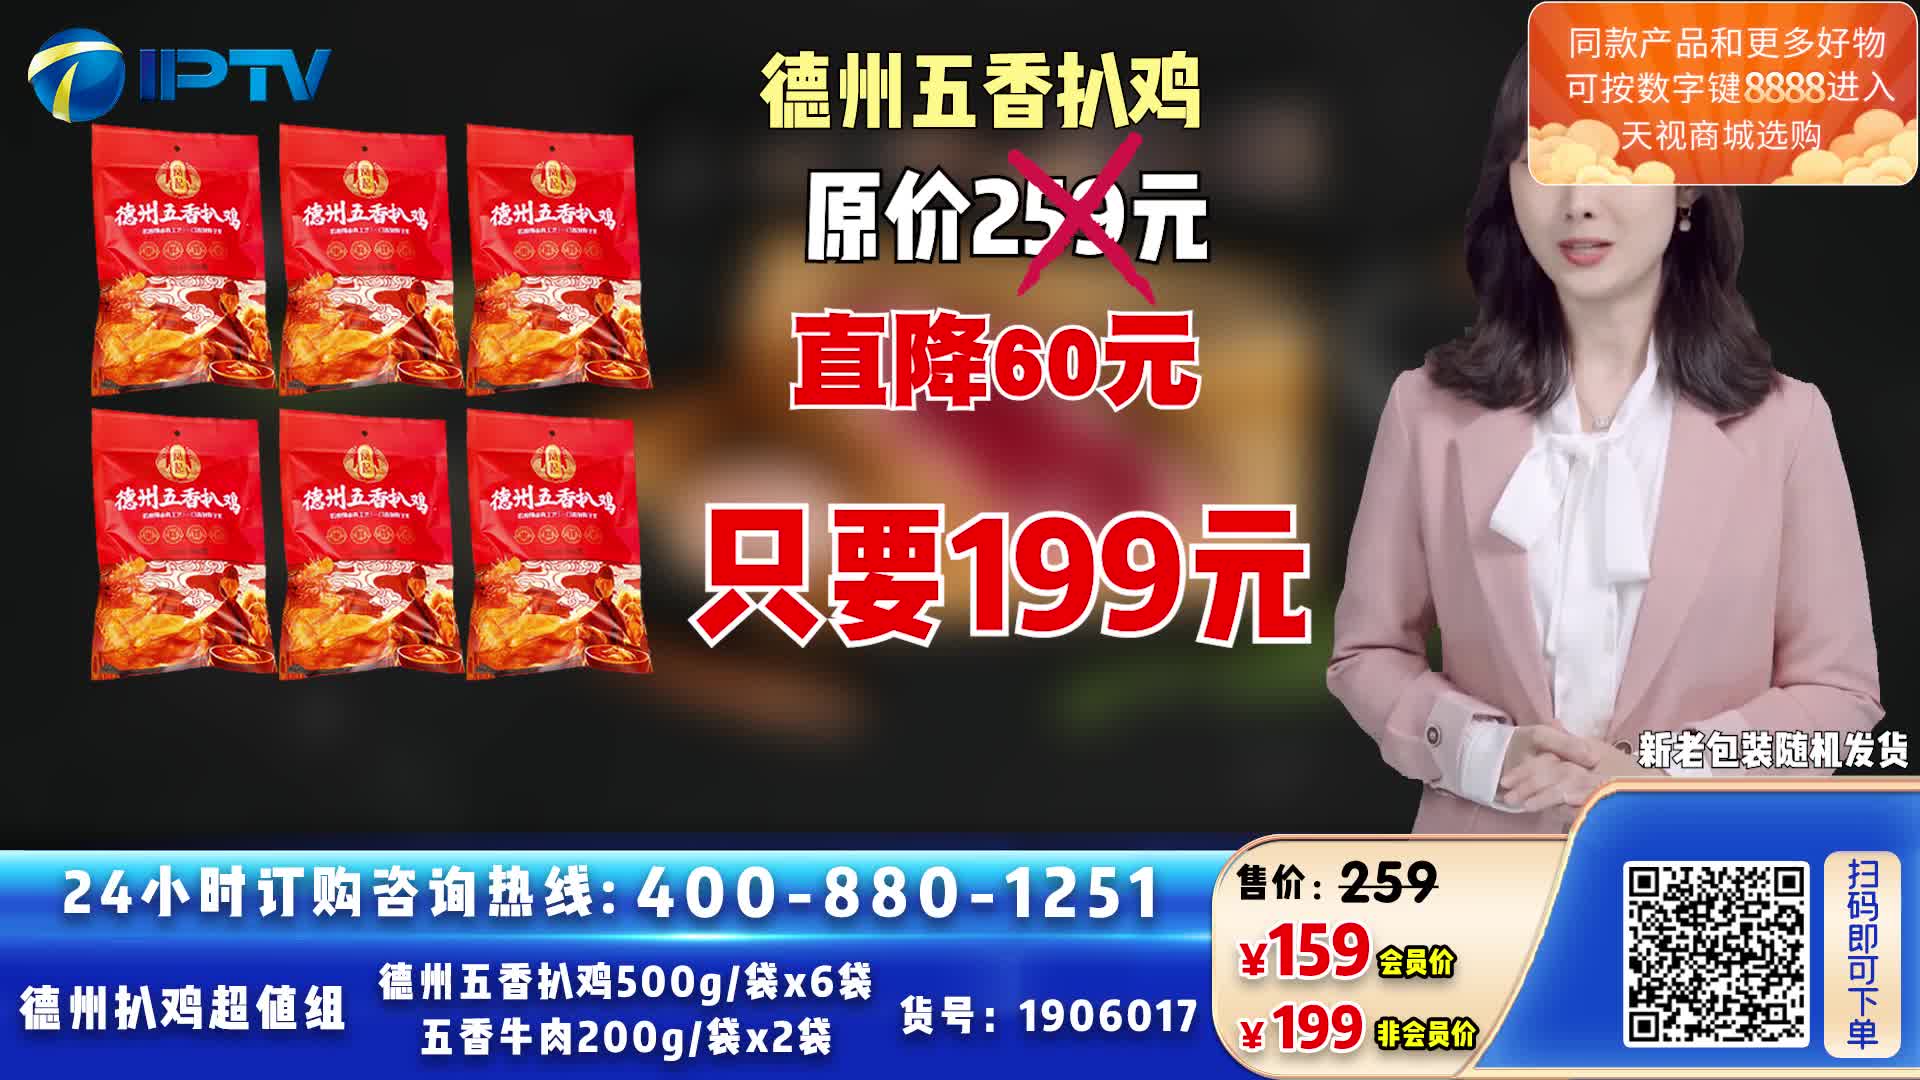 IPTV
德州五香扒鸡
原价259元
直降60元
只要199元
同款产品和更多好物
可按数字键8888进入
天视商城选购
德州五香扒鸡
德州五香扒鸡
德州五香扒鸡
德州五香扒鸡
德州五香扒鸡
德州五香扒鸡
新老包装随机发货
24小时订购咨询热线:400-880-1251
德州扒鸡超值组
德州五香扒鸡500g/袋x6袋
五香牛肉200g/袋x2袋
货号：1906017
售价：259
¥159会员价
¥199非会员价
扫码即可下单